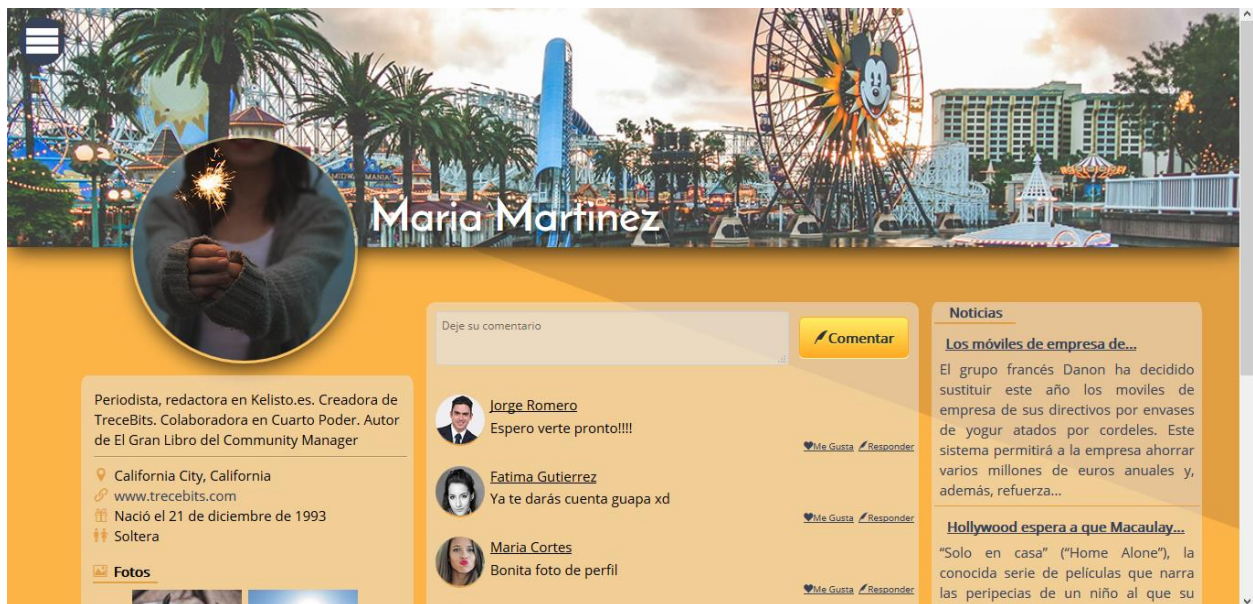 MIDWAY MANIA
Maria Martinez
Periodista, redactora en Kelisto.es. Creadora de
TreceBits. Colaboradora en Cuarto Poder. Autor
de El Gran Libro del Community Manager
California City, California
www.trecebits.com
Nació el 21 de diciembre de 1993
Soltera
Fotos
Deje su comentario
Comentar
Jorge Romero
Espero verte pronto!!!!
Me Gusta Responder
Fatima Gutierrez
Ya te darás cuenta guapa xd
Me Gusta Responder
Maria Cortes
Bonita foto de perfil
Me Gusta Responder
Noticias
Los móviles de empresa de...
El grupo francés Danon ha decidido
sustituir este año los moviles de
empresa de sus directivos por envases
de yogur atados por cordeles. Este
sistema permitirá a la empresa ahorrar
varios millones de euros anuales y,
además, refuerza...
Hollywood espera a que Macaulay...
“Solo en casa” (“Home Alone”), la
conocida serie de películas que narra
las peripecias de un niño al que su